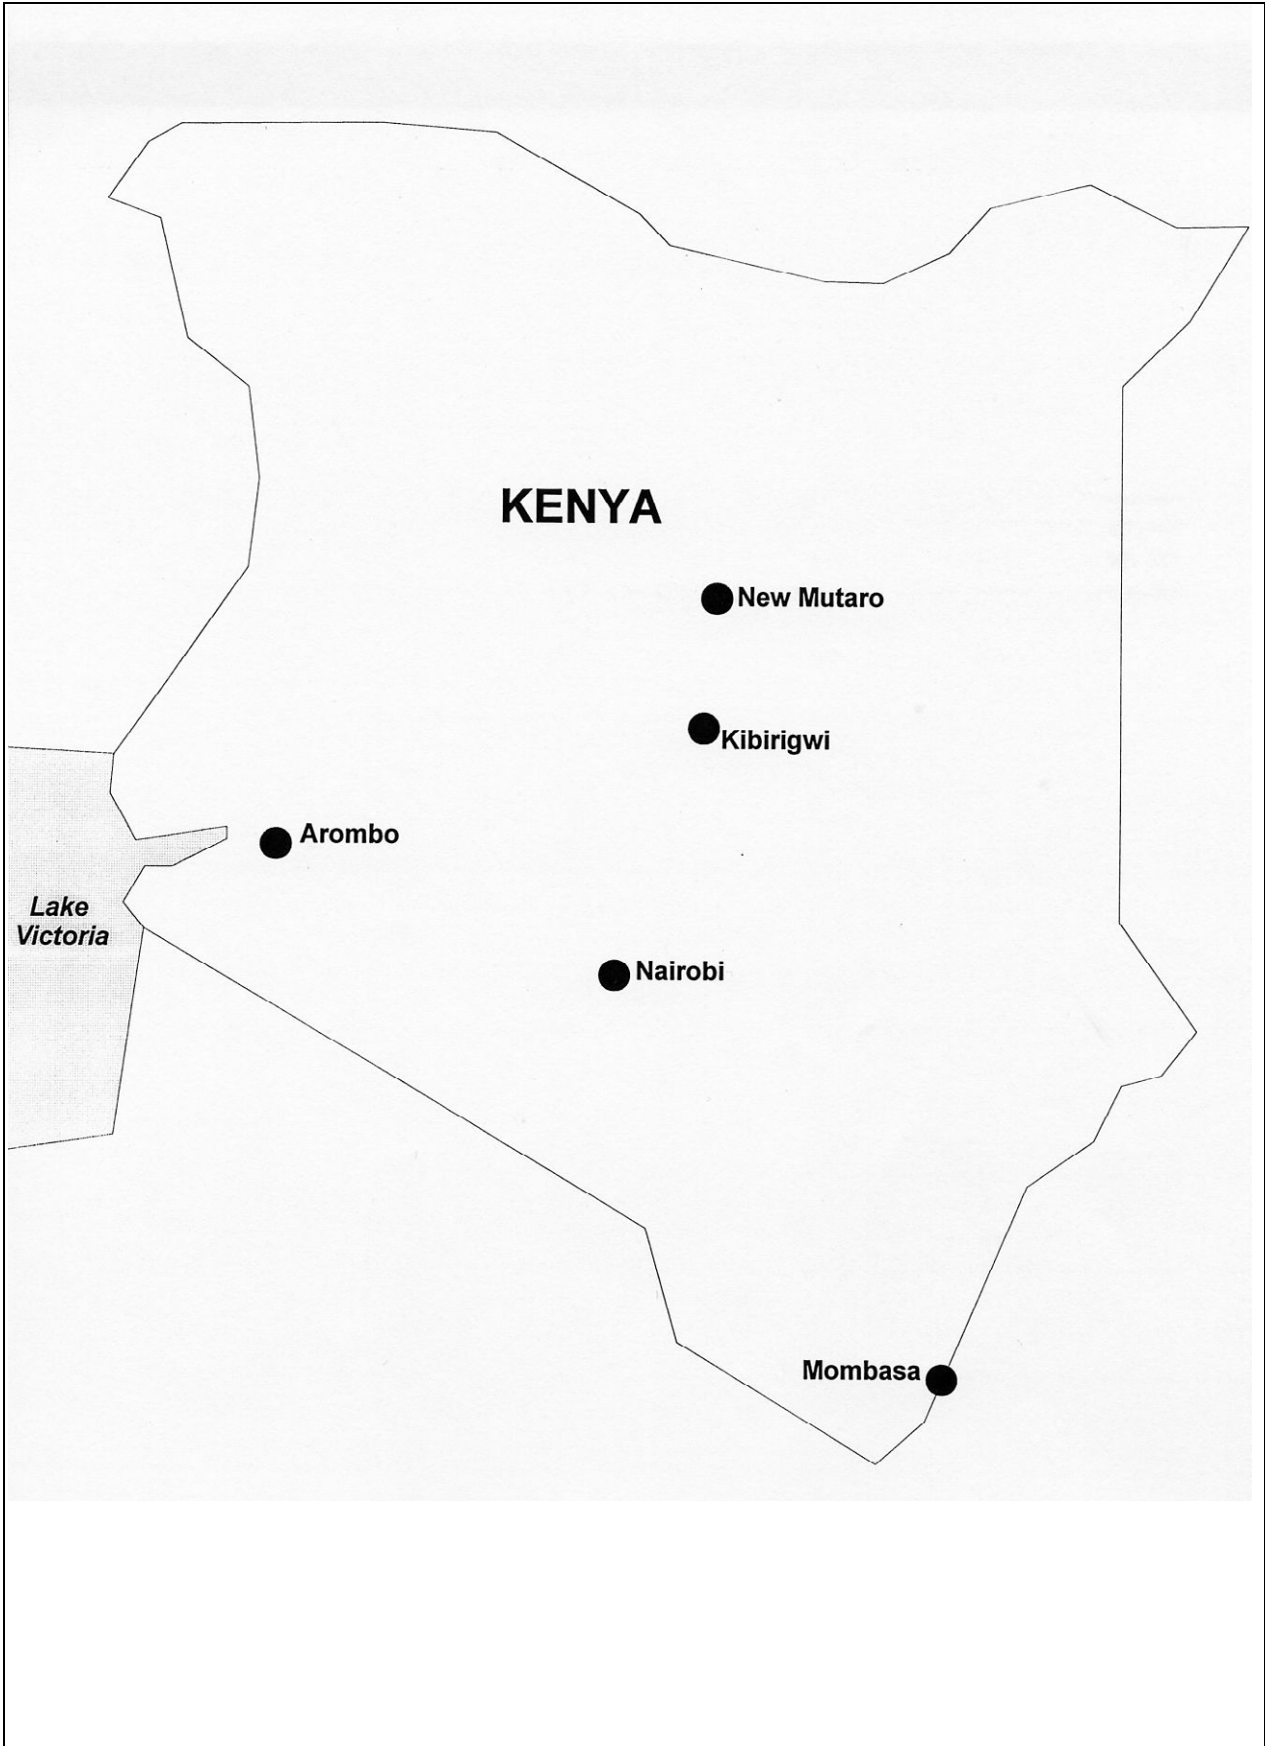 KENYA
New Mutaro
Kibirigwi
Arombo
Lake
Victoria
Nairobi
Mombasa